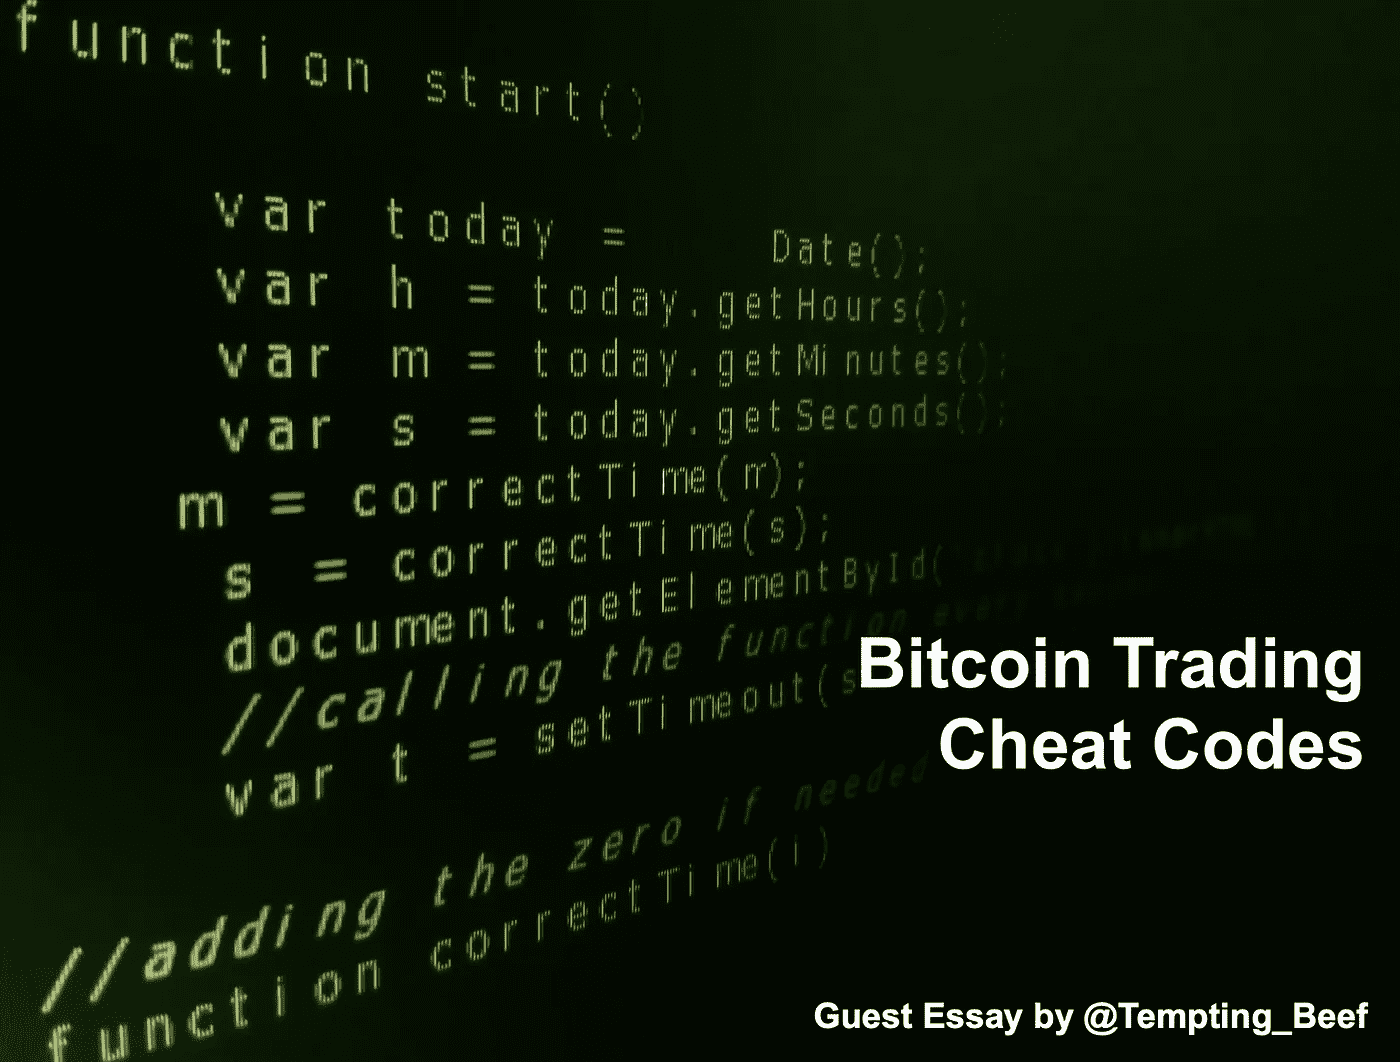 function start()
var today = Date();
var h = today.getHours();
var m = today.getMinutes();
var s = today.getSeconds();
m = correctTime(m);
s = correctTime(s);
document.getElementById(
//calling the function every
var t = setTimeout(s
Bitcoin Trading
Cheat Codes
//adding the zero if needed
function correctTime(i)
Guest Essay by @Tempting_Beef